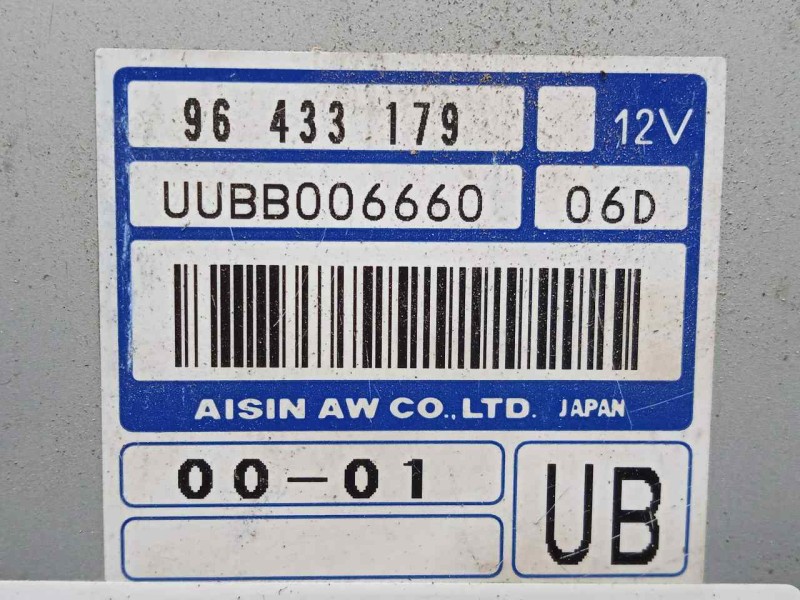 96 433 179 12V
UUBB006660 06D
AISIN AW CO.,LTD. JAPAN
00-01
UB